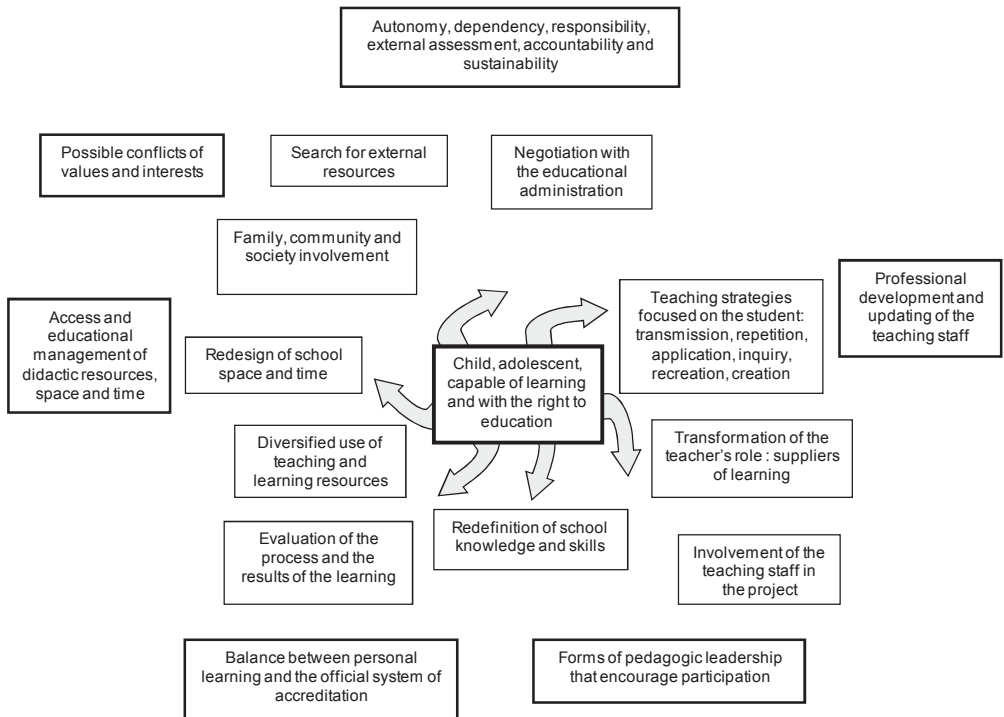 Autonomy, dependency, responsibility,
external assessment, accountability and
sustainability
Possible conflicts of
values and interests
Search for external
resources
Negotiation with
the educational
administration
Family, community and
society involvement
Teaching strategies
focused on the student:
transmission, repetition,
application, inquiry,
recreation, creation
Professional
development and
updating of the
teaching staff
Access and
educational
management of
didactic resources,
space and time
Redesign of school
space and time
Child, adolescent,
capable of learning
and with the right to
education
Diversified use of
teaching and
learning resources
Transformation of the
teacher's role : suppliers
of learning
Evaluation of the
process and the
results of the learning
Redefinition of school
knowledge and skills
Involvement of the
teaching staff in
the project
Balance between personal
learning and the official system of
accreditation
Forms of pedagogic leadership
that encourage participation